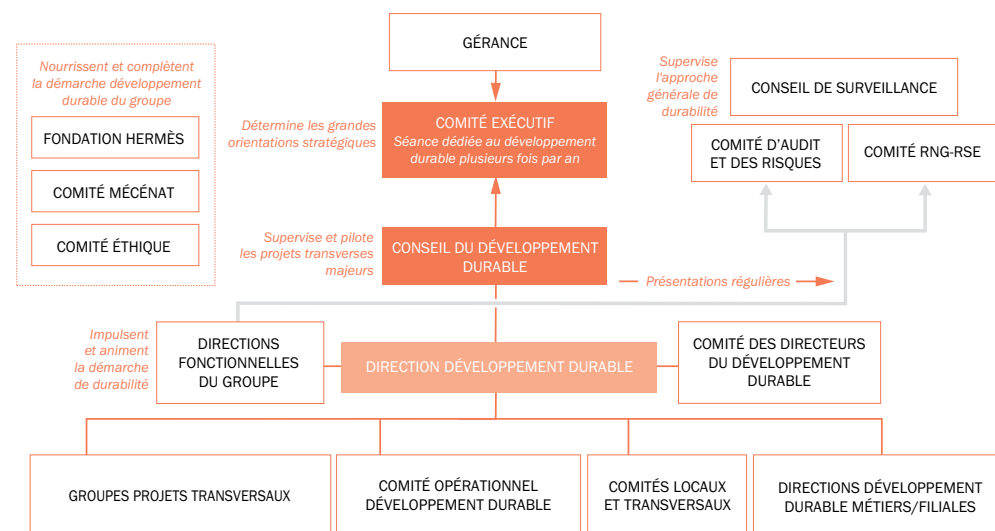 Nourrissent et complètent
la démarche développement
durable du groupe
FONDATION HERMÈS
COMITÉ MÉCÉNAT
COMITÉ ÉTHIQUE
GÉRANCE
Détermine les grandes
orientations stratégiques
COMITÉ EXÉCUTIF
Séance dédiée au développement
durable plusieurs fois par an
Supervise
l'approche
générale de
durabilité
CONSEIL DE SURVEILLANCE
COMITÉ D'AUDIT
ET DES RISQUES
COMITÉ RNG-RSE
Supervise et pilote
les projets transverses
majeurs
CONSEIL DU DÉVELOPPEMENT
DURABLE
Présentations régulières
Impulsent
et animent
la démarche
de durabilité
DIRECTIONS
FONCTIONNELLES
DU GROUPE
DIRECTION DÉVELOPPEMENT DURABLE
COMITÉ DES DIRECTEURS
DU DÉVELOPPEMENT
DURABLE
GROUPES PROJETS TRANSVERSAUX
COMITÉ OPÉRATIONNEL
DÉVELOPPEMENT DURABLE
COMITÉS LOCAUX
ET TRANSVERSAUX
DIRECTIONS DÉVELOPPEMENT
DURABLE MÉTIERS/FILIALES